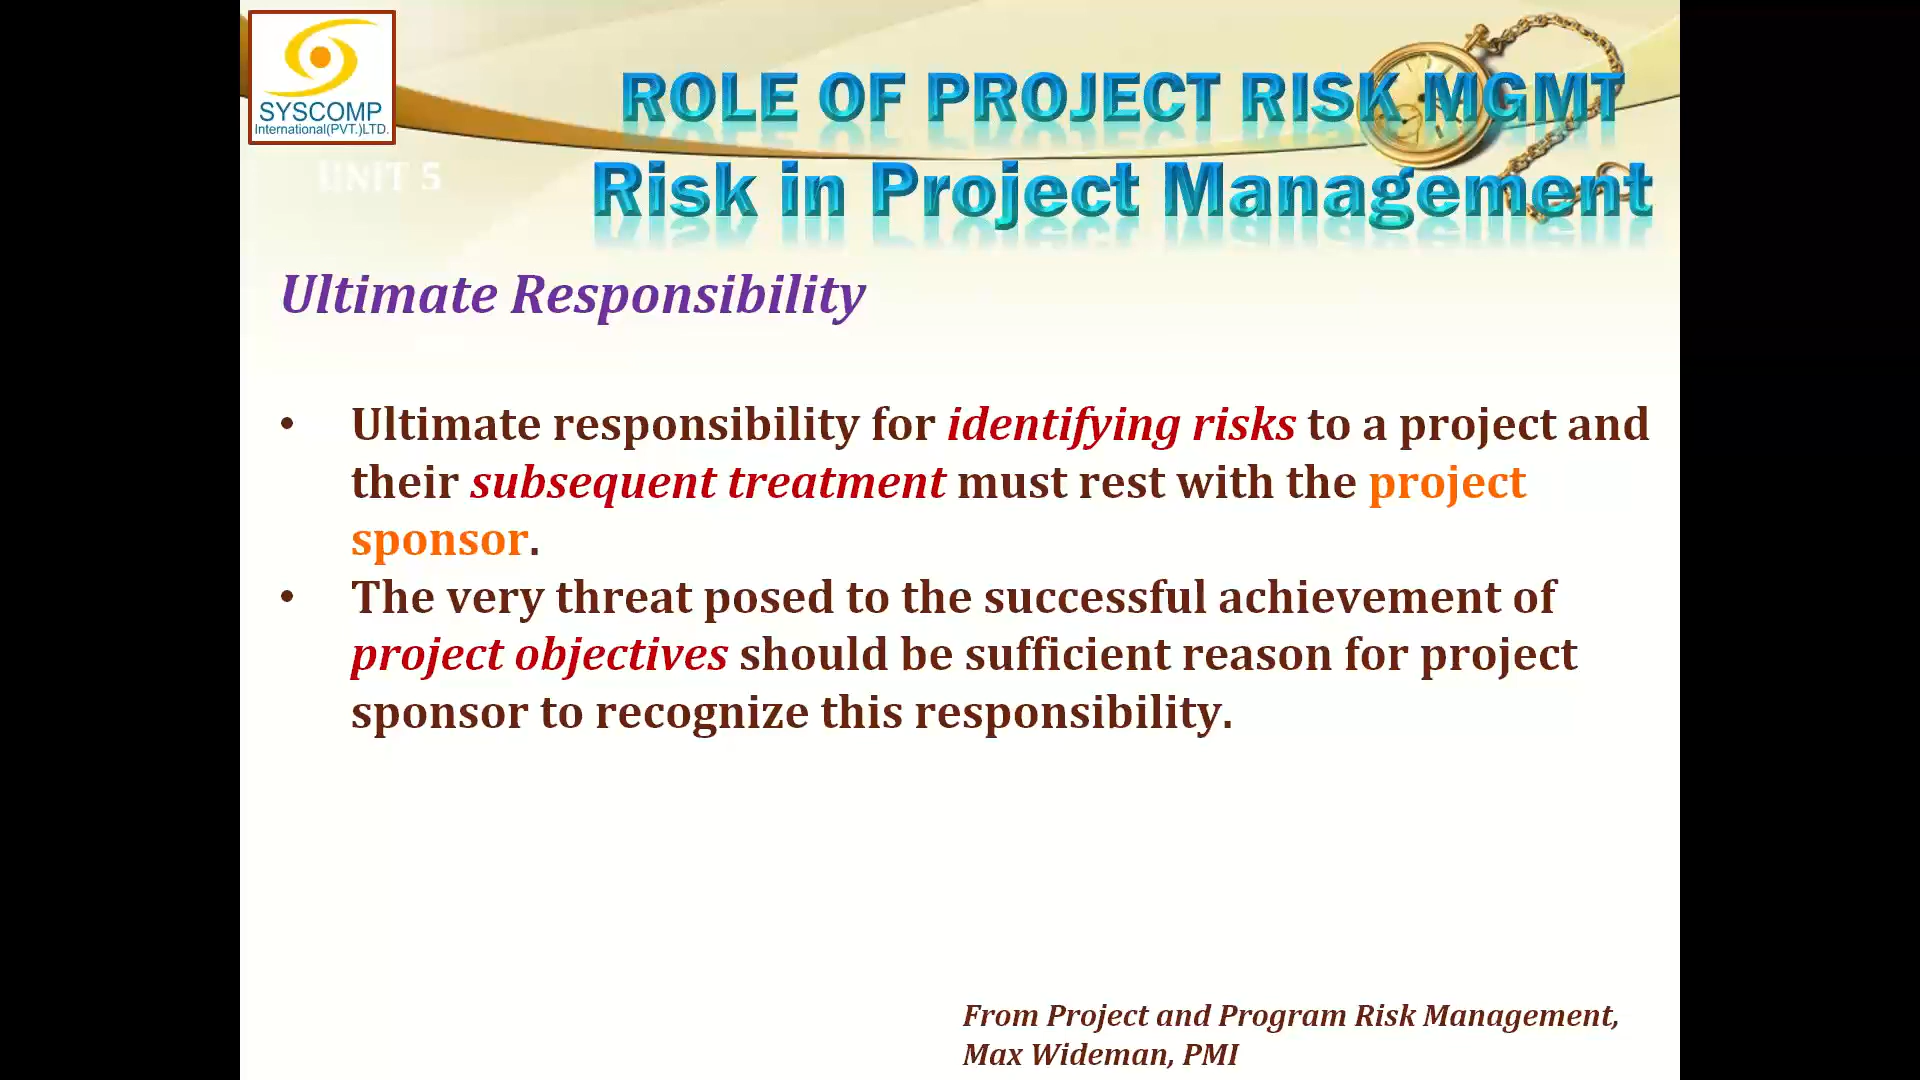 SYSCOMP
International(PVT.)LTD.
UNIT 5
ROLE OF PROJECT RISK MGMT
Risk in Project Management
Ultimate Responsibility
• Ultimate responsibility for identifying risks to a project and
their subsequent treatment must rest with the project
sponsor.
• The very threat posed to the successful achievement of
project objectives should be sufficient reason for project
sponsor to recognize this responsibility.
From Project and Program Risk Management,
Max Wideman, PMI